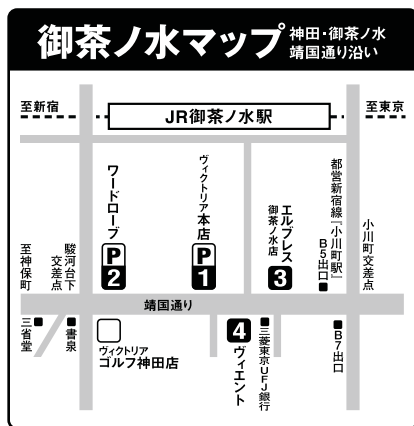 御茶ノ水マップ
神田・御茶ノ水
靖国通り沿い
至新宿
JR御茶ノ水駅
至東京
ワードローブ
P
2
ヴィクトリア本店
P
1
エルブレス
御茶ノ水店
3
都営新宿線『小川町駅』
B5出口
小川町交差点
至神保町
駿河台下
交差点
靖国通り
三省堂
書泉
ヴィクトリア
ゴルフ神田店
4
ヴィエント
三菱東京UFJ銀行
B7出口